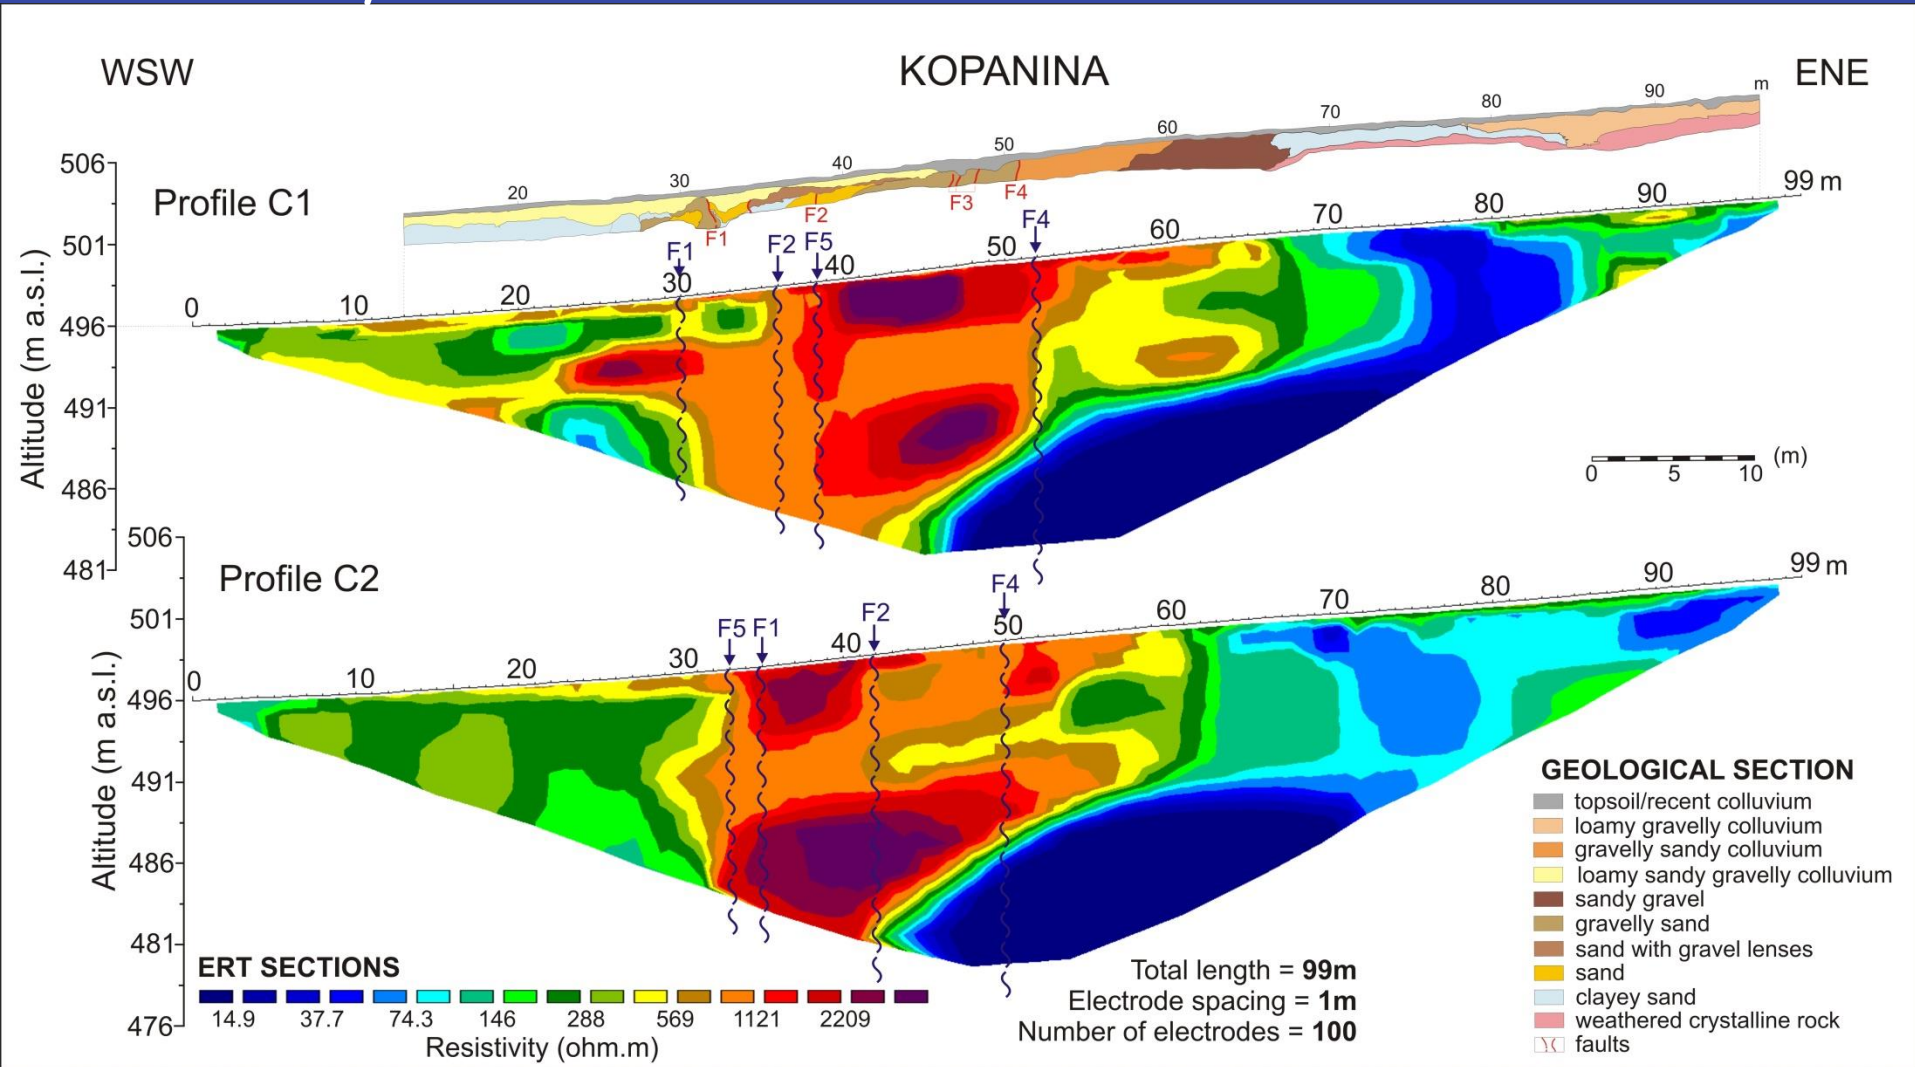 WSW
KOPANINA
ENE
20 30 40 50 60 70 80 90 m
F1 F2 F3 F4
Profile C1
Altitude (m a.s.l.)
506
501
496
491
486
481
F1 F2 F5 F4
0 10 20 30 40 50 60 70 80 90 99 m
0 5 10 (m)
Profile C2
Altitude (m a.s.l.)
506
501
496
491
486
481
476
F5 F1 F2 F4
0 10 20 30 40 50 60 70 80 90 99 m
ERT SECTIONS
14.9 37.7 74.3 146 288 569 1121 2209
Resistivity (ohm.m)
Total length = 99m
Electrode spacing = 1m
Number of electrodes = 100
GEOLOGICAL SECTION
topsoil/recent colluvium
loamy gravelly colluvium
gravelly sandy colluvium
loamy sandy gravelly colluvium
sandy gravel
gravelly sand
sand with gravel lenses
sand
clayey sand
weathered crystalline rock
faults